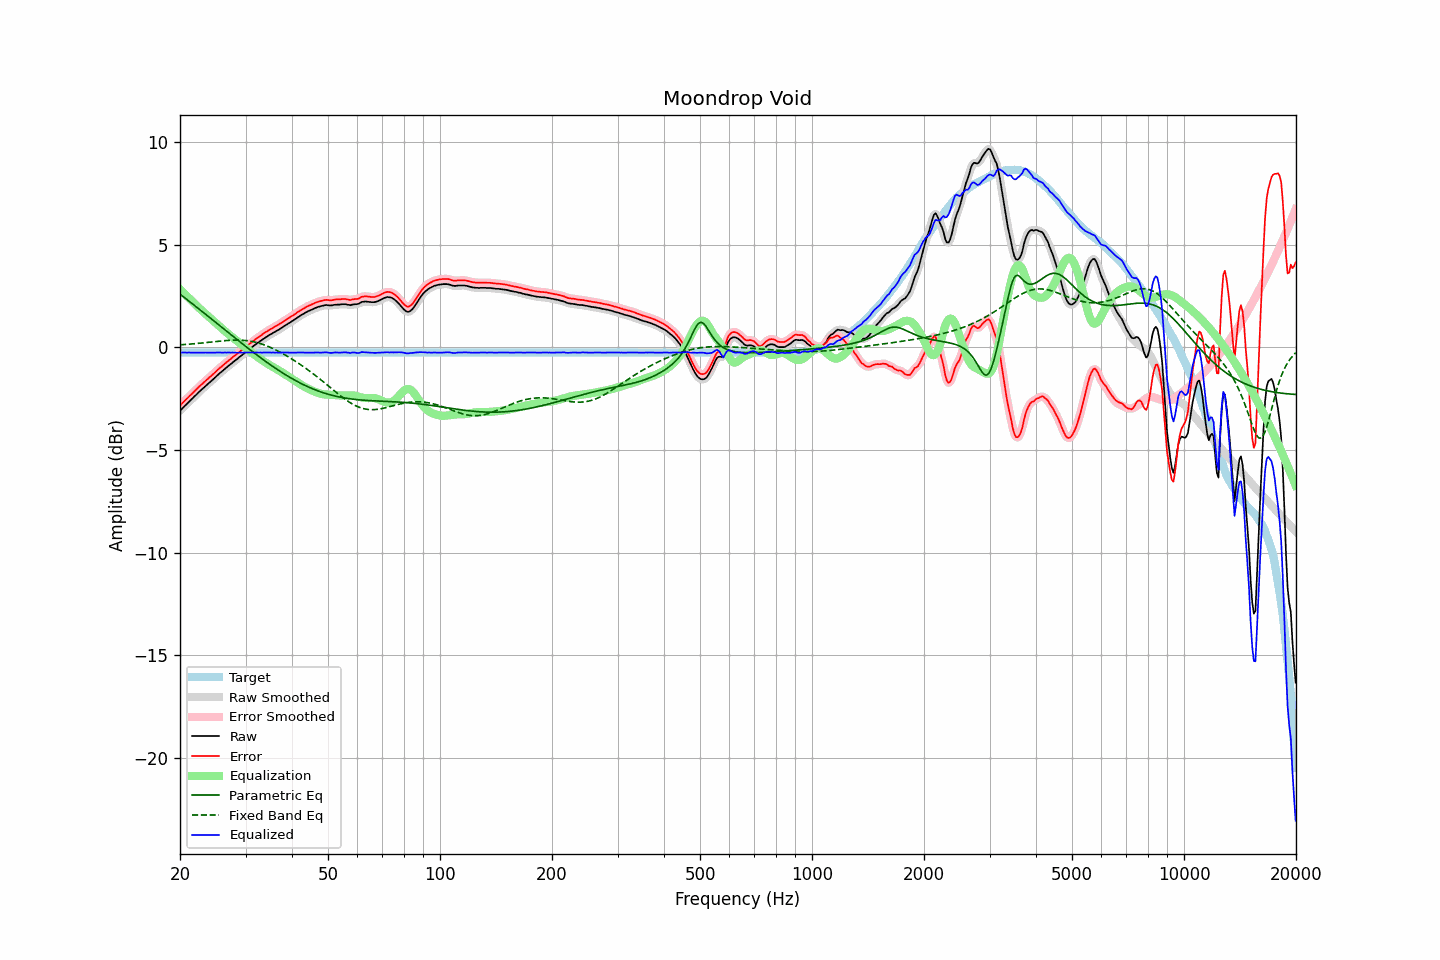 Moondrop Void
Amplitude (dBr)
10
5
0
−5
−10
−15
−20
Target
Raw Smoothed
Error Smoothed
Raw
Error
Equalization
Parametric Eq
Fixed Band Eq
Equalized
20 50 100 200 500 1000 2000 5000 10000 20000
Frequency (Hz)